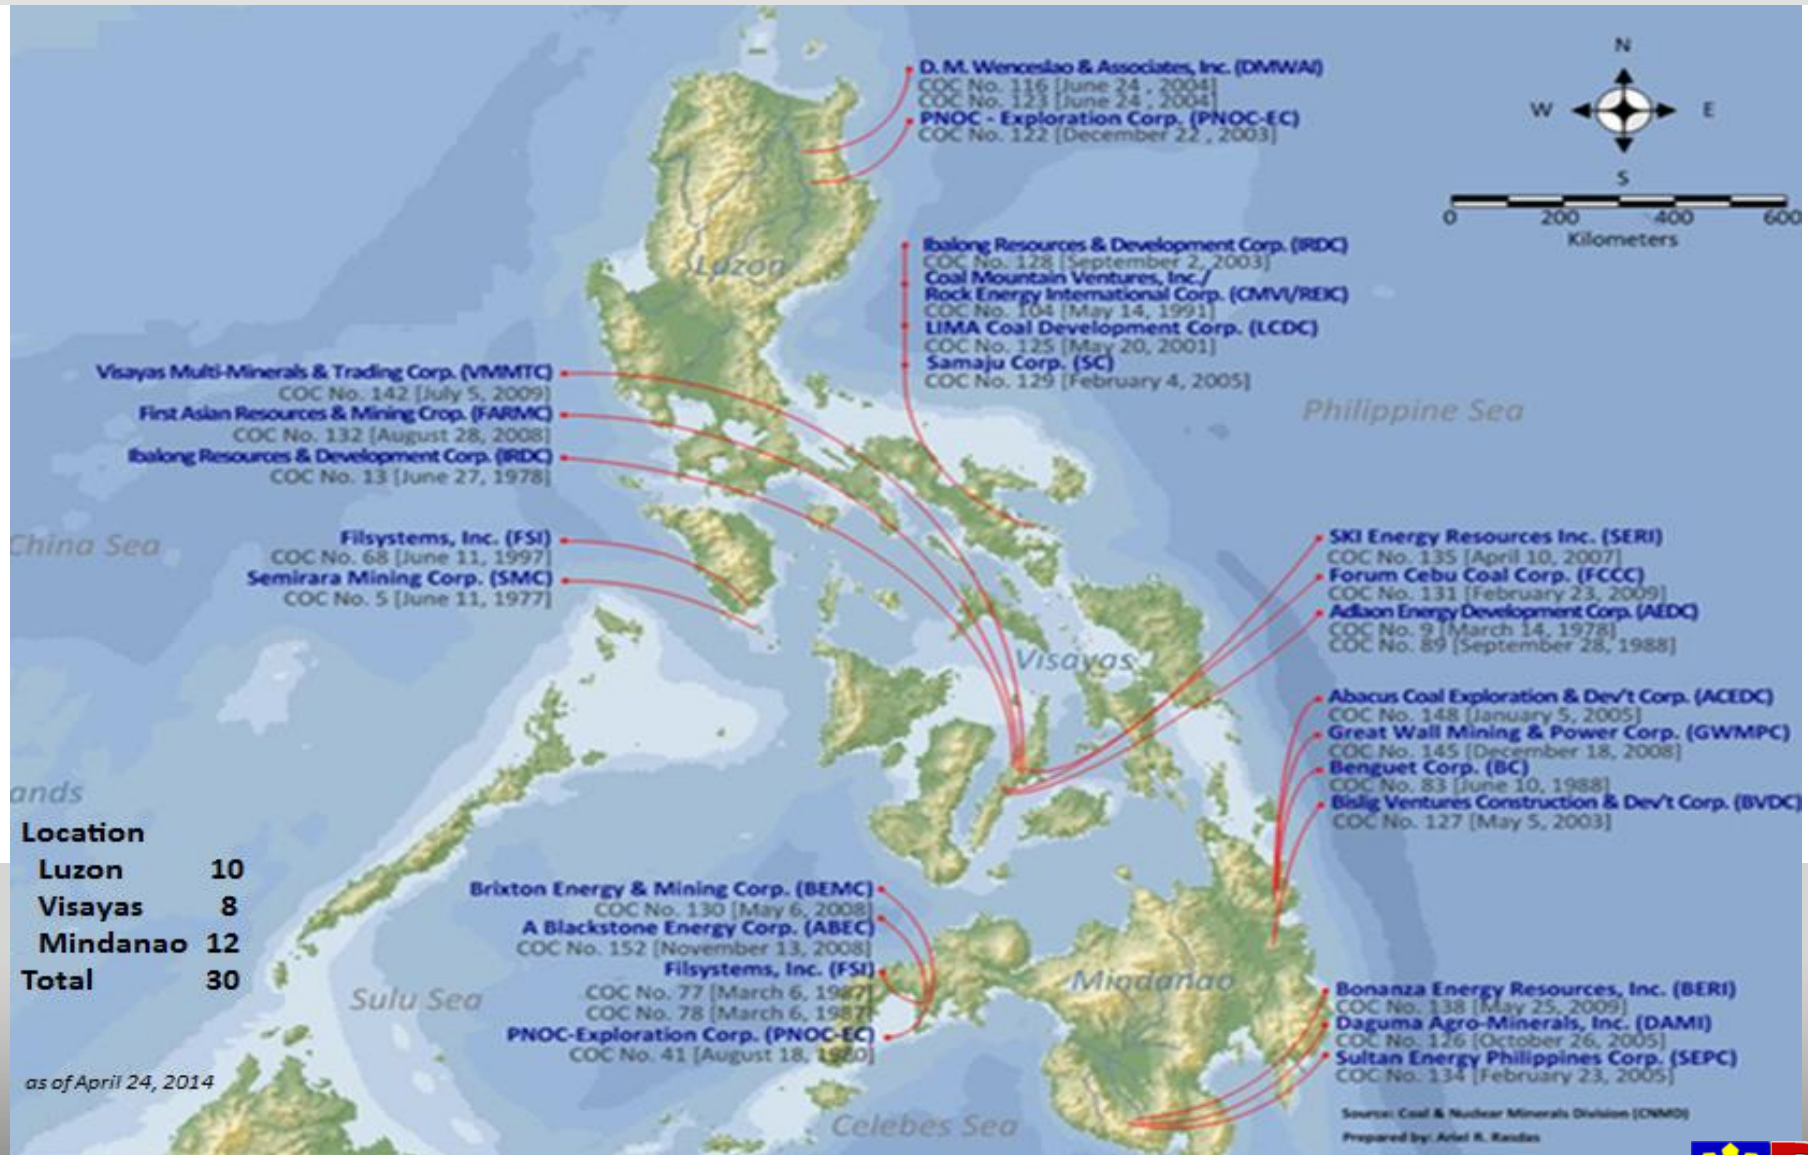 D. M. Wenceslao & Associates, Inc. (DMWAI)
COC No. 116 [June 24 , 2004]
COC No. 123 [June 24 , 2004]
PNOC - Exploration Corp. (PNOC-EC)
COC No. 122 [December 22 , 2003]
N
W
E
S
0 200 400 600
Kilometers
Luzon
Ibalong Resources & Development Corp. (IRDC)
COC No. 128 [September 2, 2003]
Coal Mountain Ventures, Inc./
Rock Energy International Corp. (CMVI/REIC)
COC No. 104 [May 14, 1991]
LIMA Coal Development Corp. (LCDC)
COC No. 125 [May 20, 2001]
Samaju Corp. (SC)
COC No. 129 [February 4, 2005]
Visayas Multi-Minerals & Trading Corp. (VMMTC)
COC No. 142 [July 5, 2009]
First Asian Resources & Mining Crop. (FARMC)
COC No. 132 [August 28, 2008]
Ibalong Resources & Development Corp. (IRDC)
COC No. 13 [June 27, 1978]
Philippine Sea
China Sea
Filsystems, Inc. (FSI)
COC No. 68 [June 11, 1997]
Semirara Mining Corp. (SMC)
COC No. 5 [June 11, 1977]
SKI Energy Resources Inc. (SERI)
COC No. 135 [April 10, 2007]
Forum Cebu Coal Corp. (FCCC)
COC No. 131 [February 23, 2009]
Adlaon Energy Development Corp. (AEDC)
COC No. 9 [March 14, 1978]
COC No. 89 [September 28, 1988]
Visayas
Abacus Coal Exploration & Dev't Corp. (ACEDC)
COC No. 148 [January 5, 2005]
Great Wall Mining & Power Corp. (GWMPC)
COC No. 145 [December 18, 2008]
Benguet Corp. (BC)
COC No. 83 [June 10, 1988]
Bislig Ventures Construction & Dev't Corp. (BVDC)
COC No. 127 [May 5, 2003]
ands
Location
Luzon 10
Visayas 8
Mindanao 12
Total 30
Brixton Energy & Mining Corp. (BEMC)
COC No. 130 [May 6, 2008]
A Blackstone Energy Corp. (ABEC)
COC No. 152 [November 13, 2008]
Filsystems, Inc. (FSI)
COC No. 77 [March 6, 1987]
COC No. 78 [March 6, 1987]
PNOC-Exploration Corp. (PNOC-EC)
COC No. 41 [August 18, 1980]
Mindanao
Sulu Sea
Bonanza Energy Resources, Inc. (BERI)
COC No. 138 [May 25, 2009]
Daguma Agro-Minerals, Inc. (DAMI)
COC No. 126 [October 26, 2005]
Sultan Energy Philippines Corp. (SEPC)
COC No. 134 [February 23, 2005]
as of April 24, 2014
Celebes Sea
Source: Coal & Nuclear Minerals Division (CNMD)
Prepared by: Ariel R. Rasdas